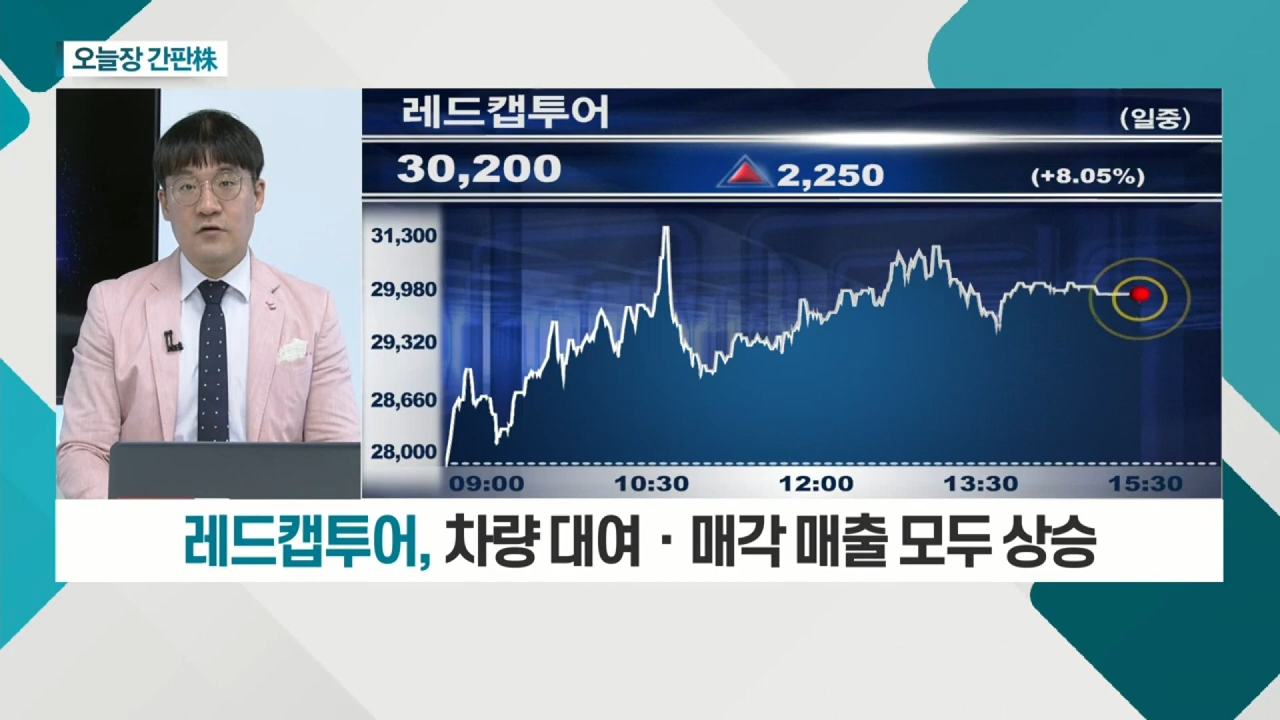 오늘장 간판株
레드캡투어
(일중)
30,200 2,250 (+8.05%)
31,300
29,980
29,320
28,660
28,000
09:00 10:30 12:00 13:30 15:30
레드캡투어, 차량 대여 · 매각 매출 모두 상승